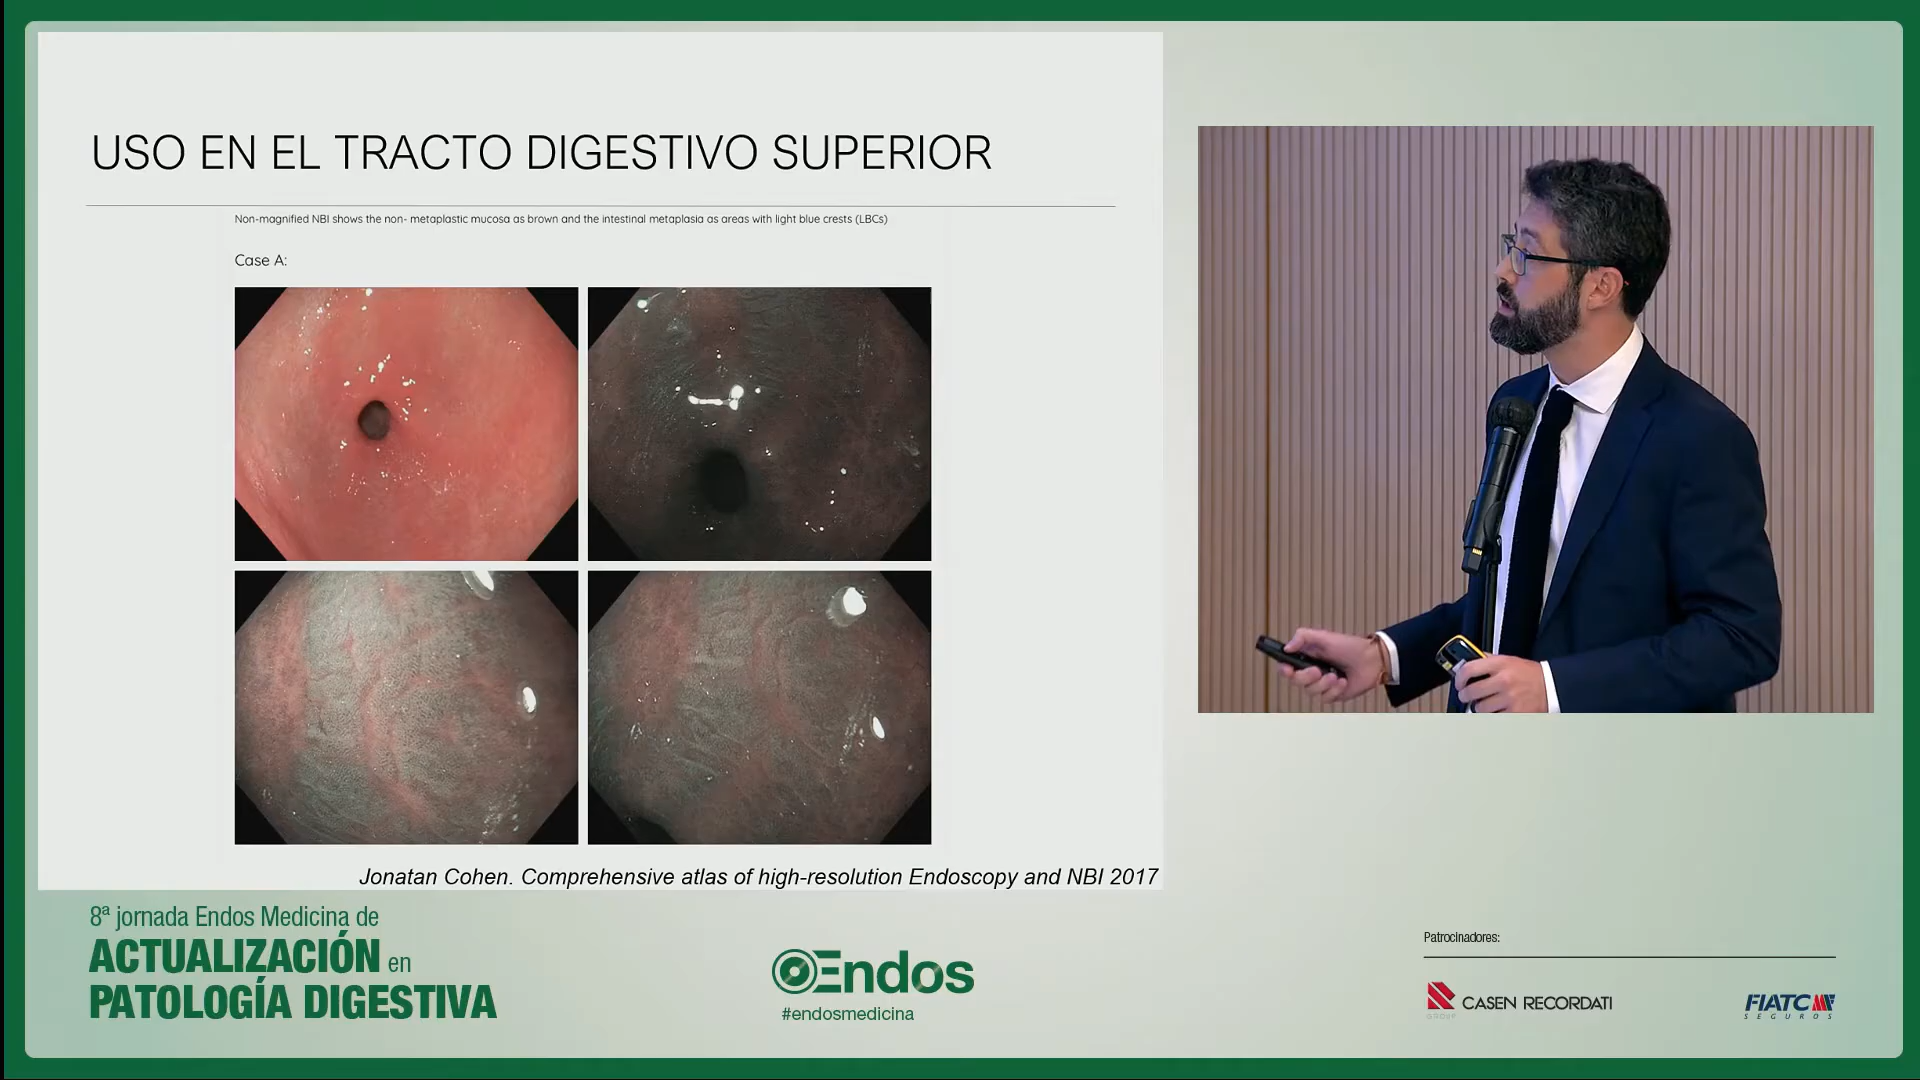 USO EN EL TRACTO DIGESTIVO SUPERIOR
Non-magnified NBI shows the non- metaplastic mucosa as brown and the intestinal metaplasia as areas with light blue crests (LBCs)
Case A:
Jonatan Cohen. Comprehensive atlas of high-resolution Endoscopy and NBI 2017
8ª jornada Endos Medicina de
ACTUALIZACIÓN en
PATOLOGÍA DIGESTIVA
Endos
#endosmedicina
Patrocinadores:
CASEN RECORDATI
GROUP
FIATC
SEGUROS